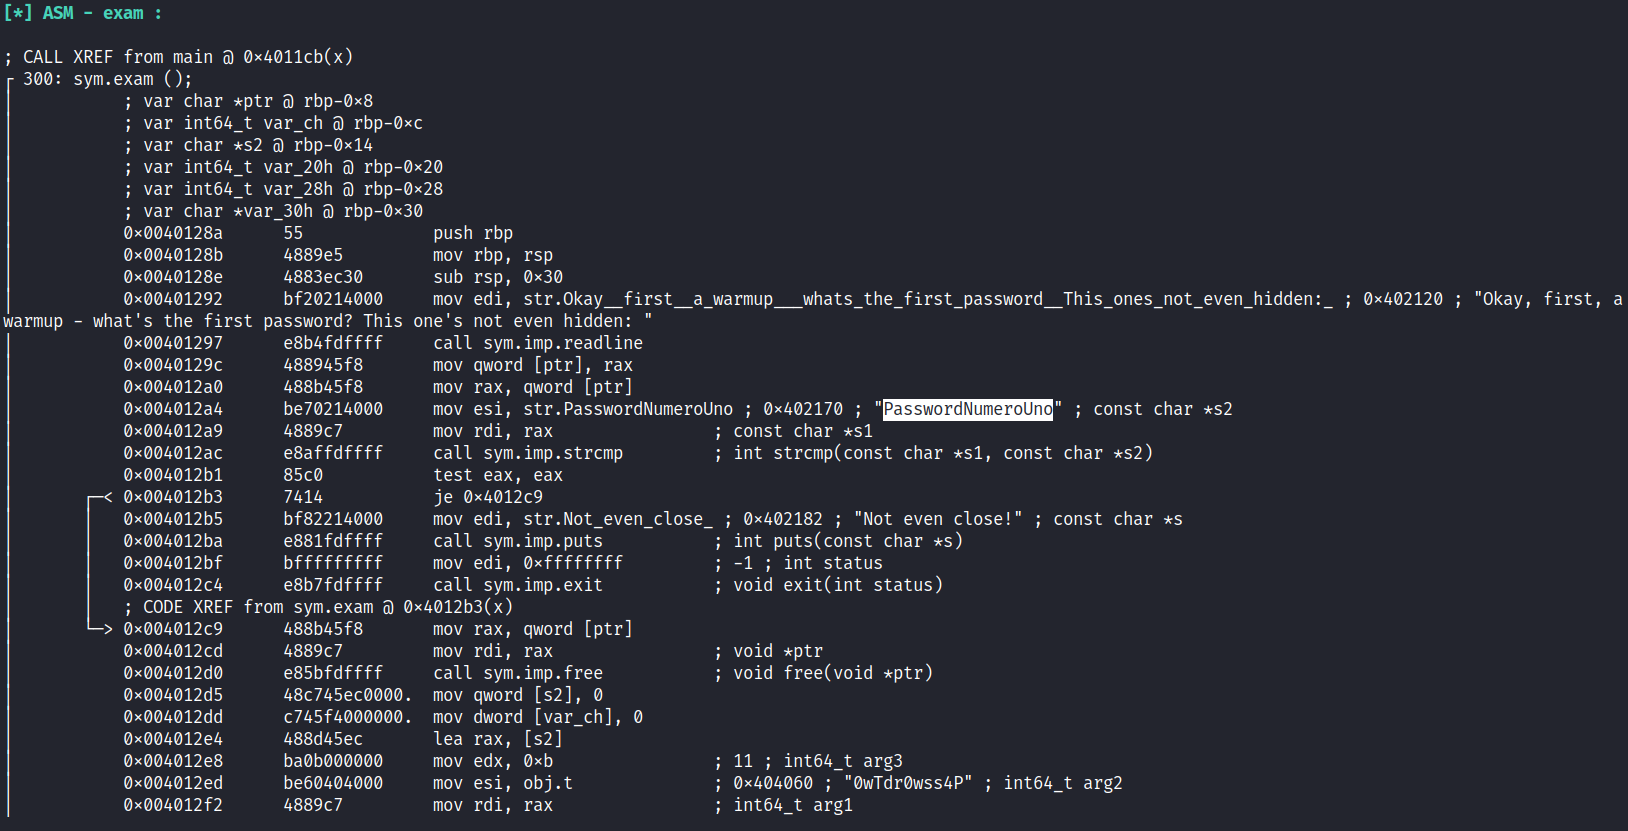 [*] ASM - exam :
; CALL XREF from main @ 0×4011cb(x)
┌ 300: sym.exam ();
│ ; var char *ptr @ rbp-0×8
│ ; var int64_t var_ch @ rbp-0×c
│ ; var char *s2 @ rbp-0×14
│ ; var int64_t var_20h @ rbp-0×20
│ ; var int64_t var_28h @ rbp-0×28
│ ; var char *var_30h @ rbp-0×30
│ 0×0040128a 55 push rbp
│ 0×0040128b 4889e5 mov rbp, rsp
│ 0×0040128e 4883ec30 sub rsp, 0×30
│ 0×00401292 bf20214000 mov edi, str.Okay__first__a_warmup___whats_the_first_password__This_ones_not_even_hidden:_ ; 0×402120 ; "Okay, first, a
warmup - what's the first password? This one's not even hidden: "
│ 0×00401297 e8b4fdffff call sym.imp.readline
│ 0×0040129c 488945f8 mov qword [ptr], rax
│ 0×004012a0 488b45f8 mov rax, qword [ptr]
│ 0×004012a4 be70214000 mov esi, str.PasswordNumeroUno ; 0×402170 ; "PasswordNumeroUno" ; const char *s2
│ 0×004012a9 4889c7 mov rdi, rax ; const char *s1
│ 0×004012ac e8affdffff call sym.imp.strcmp ; int strcmp(const char *s1, const char *s2)
│ 0×004012b1 85c0 test eax, eax
│ ┌─< 0×004012b3 7414 je 0×4012c9
│ │ 0×004012b5 bf82214000 mov edi, str.Not_even_close_ ; 0×402182 ; "Not even close!" ; const char *s
│ │ 0×004012ba e881fdffff call sym.imp.puts ; int puts(const char *s)
│ │ 0×004012bf bfffffffff mov edi, 0×ffffffff ; -1 ; int status
│ │ 0×004012c4 e8b7fdffff call sym.imp.exit ; void exit(int status)
│ │ ; CODE XREF from sym.exam @ 0×4012b3(x)
│ └─> 0×004012c9 488b45f8 mov rax, qword [ptr]
│ 0×004012cd 4889c7 mov rdi, rax ; void *ptr
│ 0×004012d0 e85bfdffff call sym.imp.free ; void free(void *ptr)
│ 0×004012d5 48c745ec0000. mov qword [s2], 0
│ 0×004012dd c745f4000000. mov dword [var_ch], 0
│ 0×004012e4 488d45ec lea rax, [s2]
│ 0×004012e8 ba0b000000 mov edx, 0×b ; 11 ; int64_t arg3
│ 0×004012ed be60404000 mov esi, obj.t ; 0×404060 ; "0wTdr0wss4P" ; int64_t arg2
│ 0×004012f2 4889c7 mov rdi, rax ; int64_t arg1